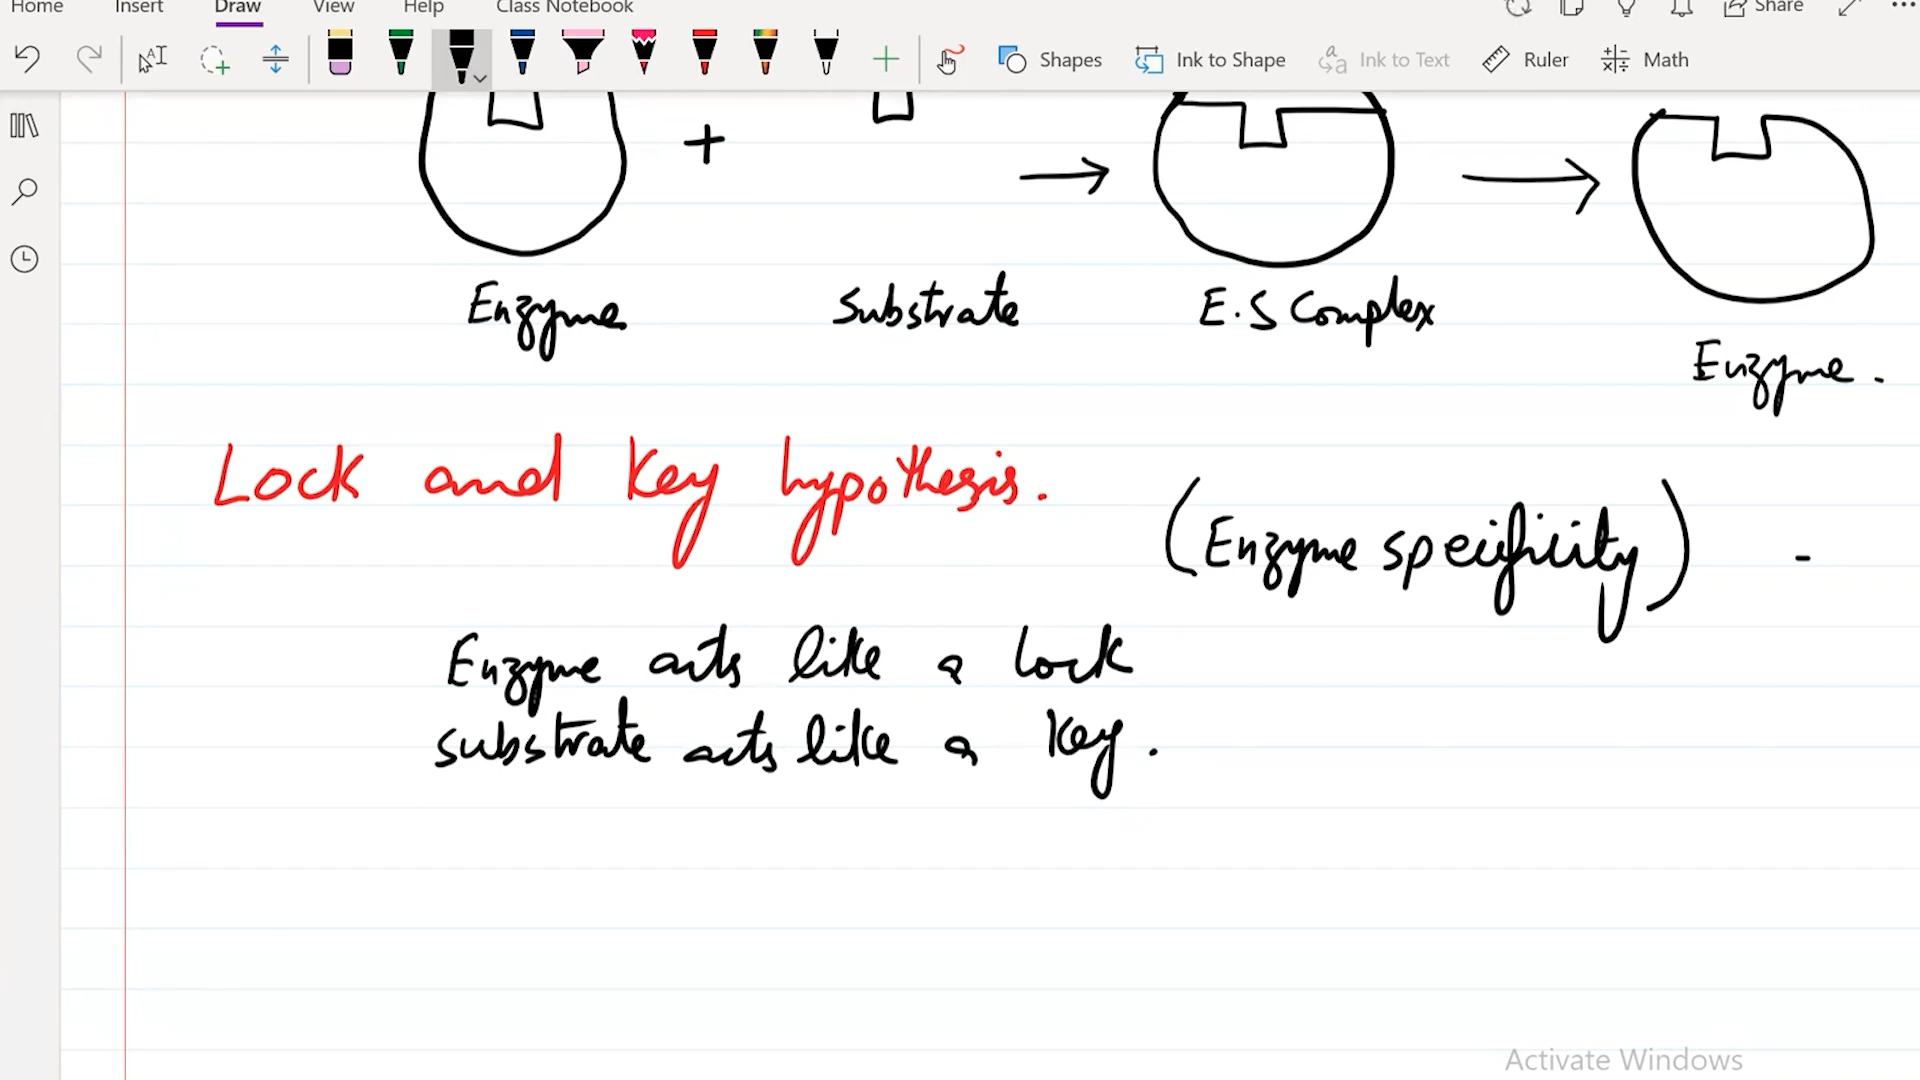 Home Insert Draw View Help Class Notebook Share
Shapes Ink to Shape Ink to Text Ruler Math
+
Enzyme Substrate E.S Complex
Enzyme.
Lock and Key hypothesis.
(Enzyme specificity) -
Enzyme acts like a lock
substrate acts like a key.
Activate Windows